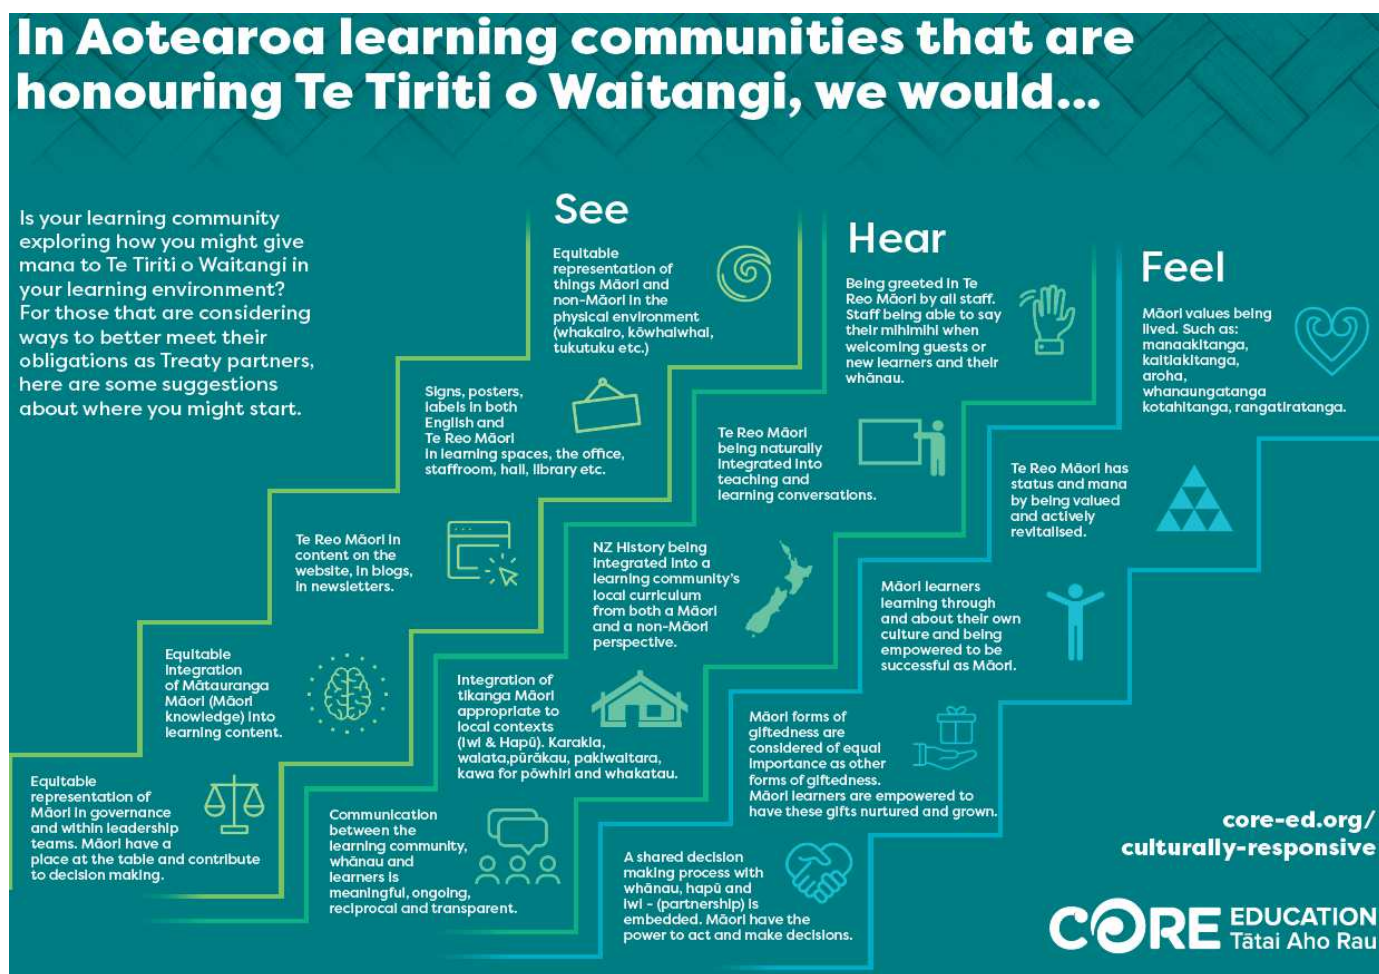 In Aotearoa learning communities that are
honouring Te Tiriti o Waitangi, we would...
Is your learning community
exploring how you might give
mana to Te Tiriti o Waitangi in
your learning environment?
For those that are considering
ways to better meet their
obligations as Treaty partners,
here are some suggestions
about where you might start.
See
Equitable
representation of
things Māori and
non-Māori in the
physical environment
(whakairo, kōwhaiwhai,
tukutuku etc.)
Signs, posters,
labels in both
English and
Te Reo Māori
in learning spaces, the office,
staffroom, hall, library etc.
Te Reo Māori in
content on the
website, in blogs,
in newsletters.
Equitable
integration
of Mātauranga
Māori (Māori
knowledge) into
learning content.
Equitable
representation of
Māori in governance
and within leadership
teams. Māori have a
place at the table and contribute
to decision making.
Hear
Being greeted in Te
Reo Māori by all staff.
Staff being able to say
their mihimihi when
welcoming guests or
new learners and their
whānau.
Te Reo Māori
being naturally
integrated into
teaching and
learning conversations.
NZ History being
integrated into a
learning community's
local curriculum
from both a Māori
and a non-Māori
perspective.
Integration of
tikanga Māori
appropriate to
local contexts
(Iwi & Hapū). Karakia,
waiata,pūrākau, pakiwaitara,
kawa for pōwhiri and whakatau.
Communication
between the
learning community,
whānau and
learners is
meaningful, ongoing,
reciprocal and transparent.
Feel
Māori values being
lived. Such as:
manaakitanga,
kaitiakitanga,
aroha,
whanaungatanga
kotahitanga, rangatiratanga.
Te Reo Māori has
status and mana
by being valued
and actively
revitalised.
Māori learners
learning through
and about their own
culture and being
empowered to be
successful as Māori.
Māori forms of
giftedness are
considered of equal
importance as other
forms of giftedness.
Māori learners are empowered to
have these gifts nurtured and grown.
A shared decision
making process with
whānau, hapū and
iwi - (partnership) is
embedded. Māori have the
power to act and make decisions.
core-ed.org/
culturally-responsive
CORE EDUCATION
Tātai Aho Rau